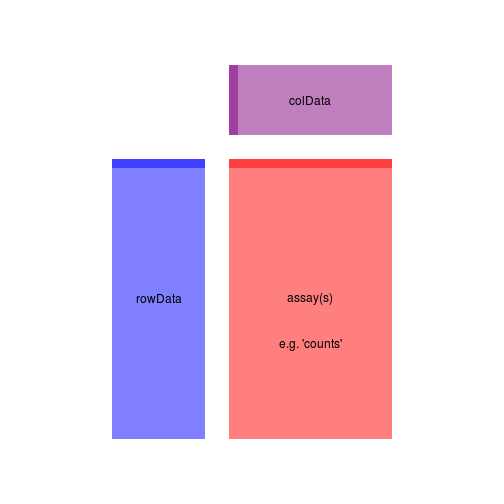 colData
rowData
assay(s)
e.g. 'counts'